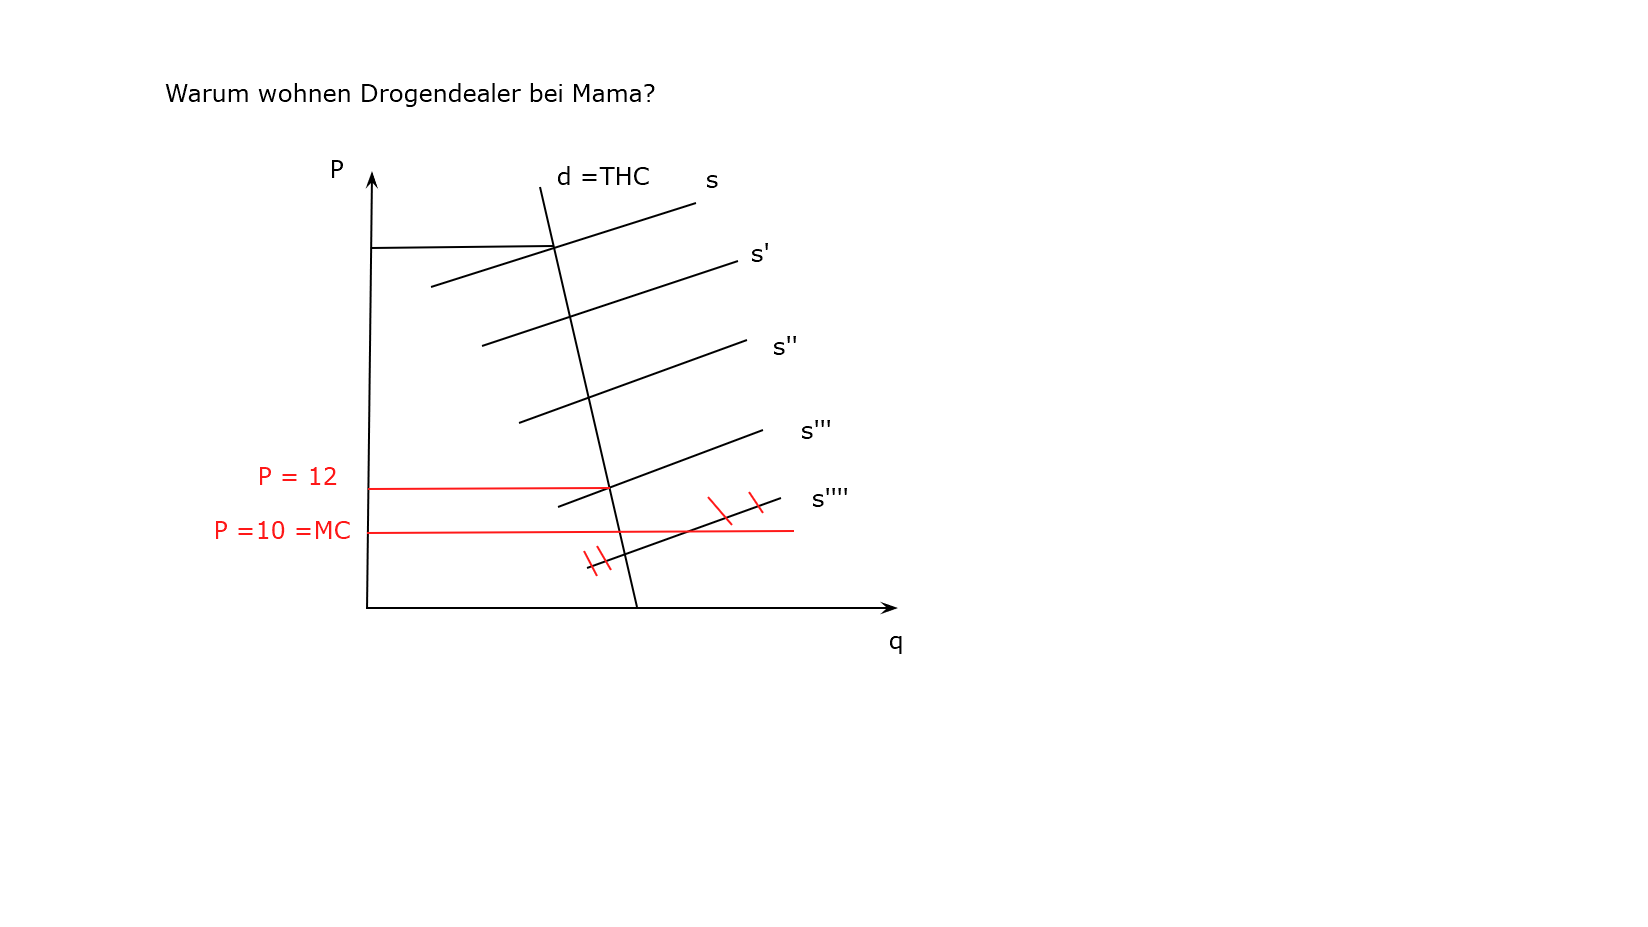 Warum wohnen Drogendealer bei Mama?
P
d =THC
s
s'
s''
s'''
P = 12
s''''
P =10 =MC
q